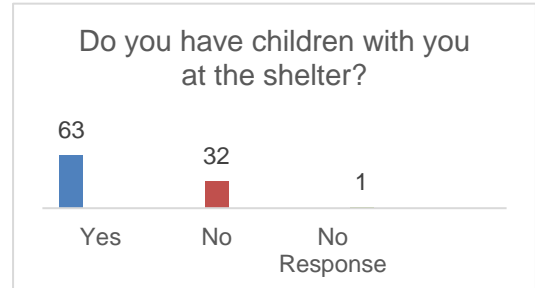 Do you have children with you
at the shelter?
63
32
1
Yes
No
No
Response